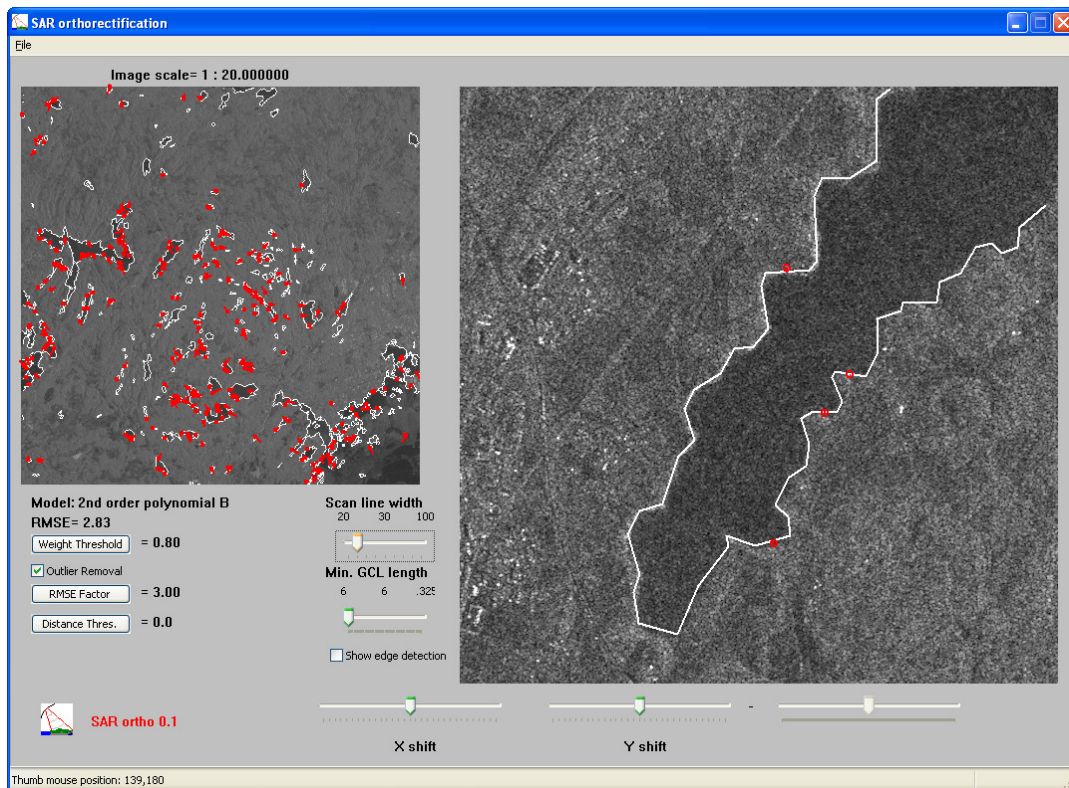 SAR orthorectification
File
Image scale= 1 : 20.000000
Model: 2nd order polynomial B
RMSE= 2.83
Weight Threshold = 0.80
Outlier Removal
RMSE Factor = 3.00
Distance Thres. = 0.0
Scan line width
20 30 100
Min. GCL length
6 6 .325
Show edge detection
SAR ortho 0.1
X shift
Y shift
-
Thumb mouse position: 139,180